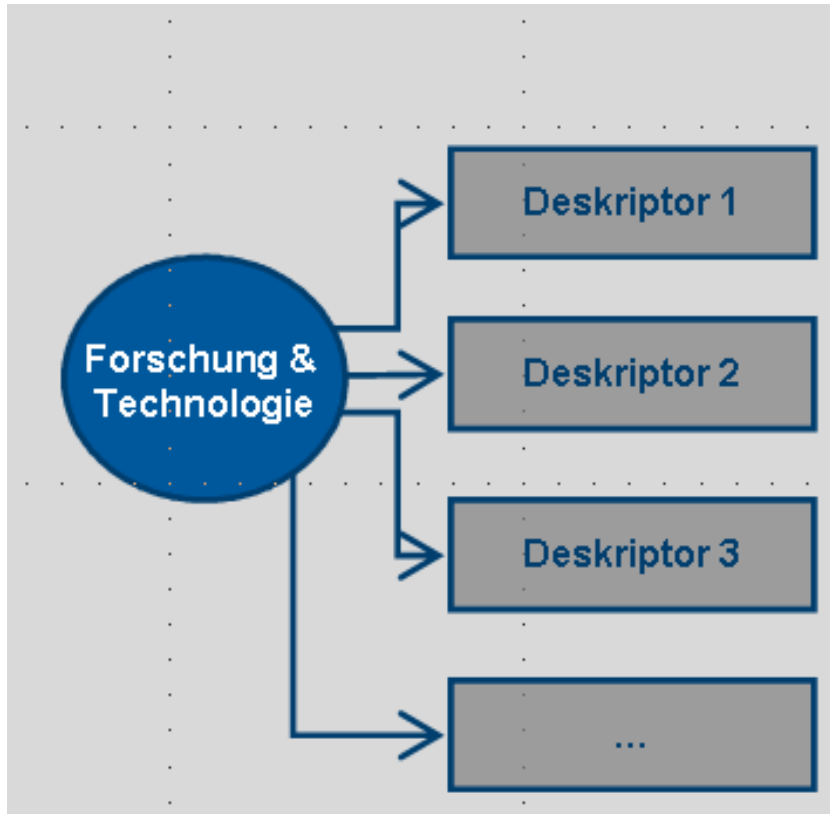 Deskriptor 1
Forschung &
Technologie
Deskriptor 2
Deskriptor 3
...